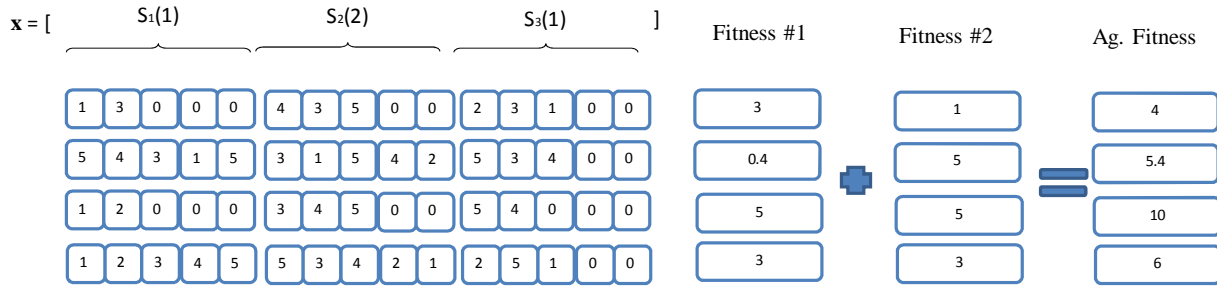 x = [ S₁(1) S₂(2) S₃(1) ] Fitness #1 Fitness #2 Ag. Fitness
1 3 0 0 0 4 3 5 0 0 2 3 1 0 0 3 1 4
5 4 3 1 5 3 1 5 4 2 5 3 4 0 0 0.4 5 5.4
1 2 0 0 0 3 4 5 0 0 5 4 0 0 0 5 5 10
1 2 3 4 5 5 3 4 2 1 2 5 1 0 0 3 3 6